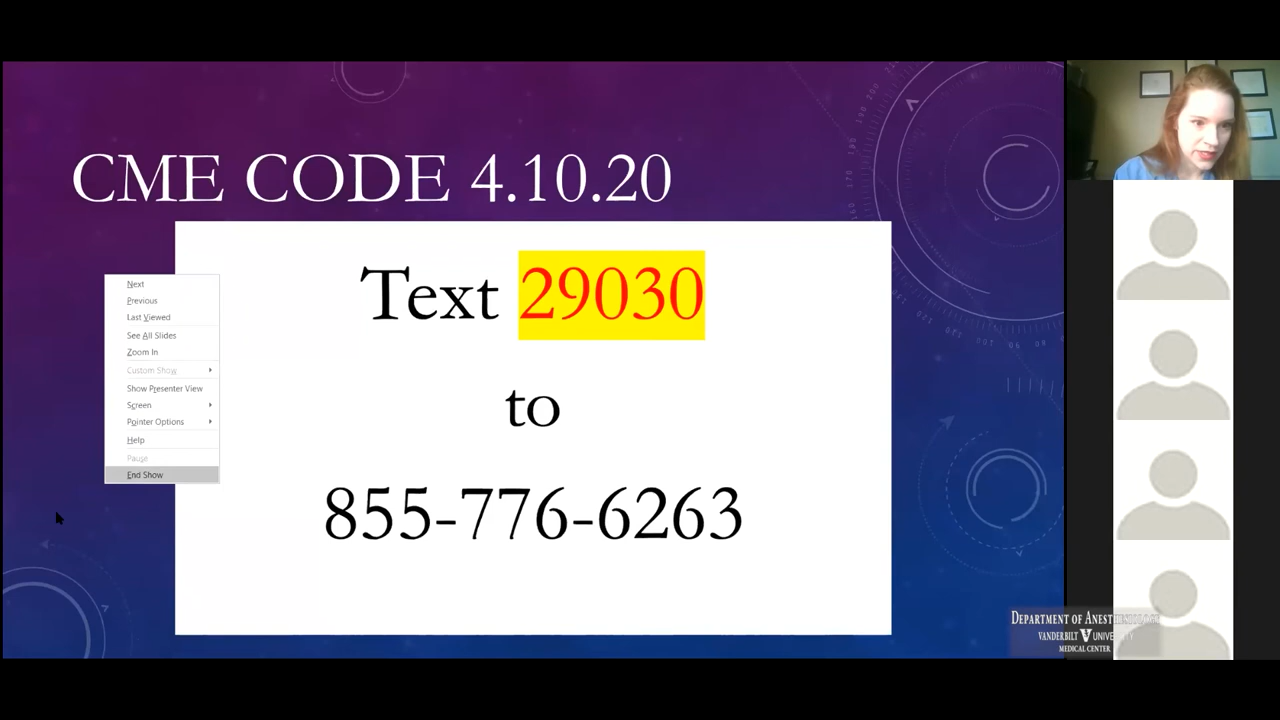 CME CODE 4.10.20
Text 29030
to
855-776-6263
Next
Previous
Last Viewed
See All Slides
Zoom In
Custom Show
Show Presenter View
Screen
Pointer Options
Help
Pause
End Show
DEPARTMENT OF ANESTHESIOLOGY
VANDERBILT UNIVERSITY
MEDICAL CENTER